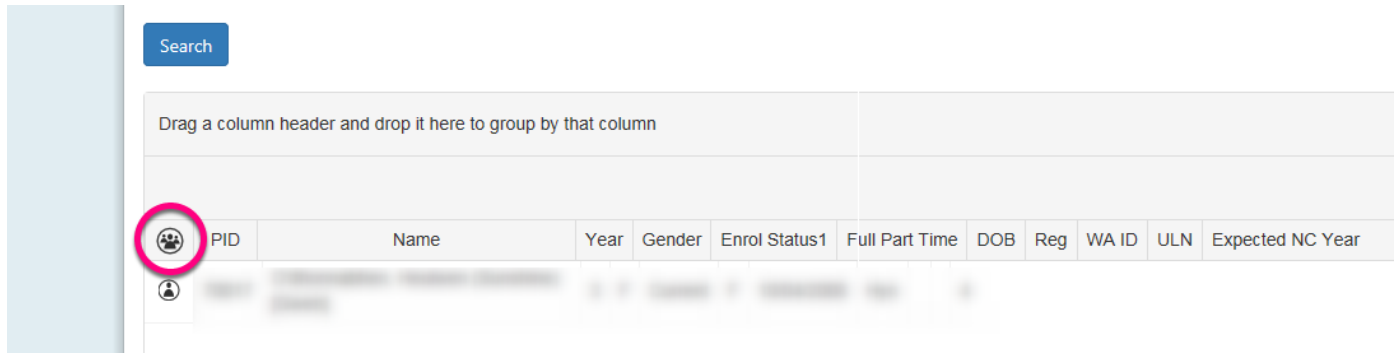 Search
Drag a column header and drop it here to group by that column
PID Name Year Gender Enrol Status1 Full Part Time DOB Reg WA ID ULN Expected NC Year